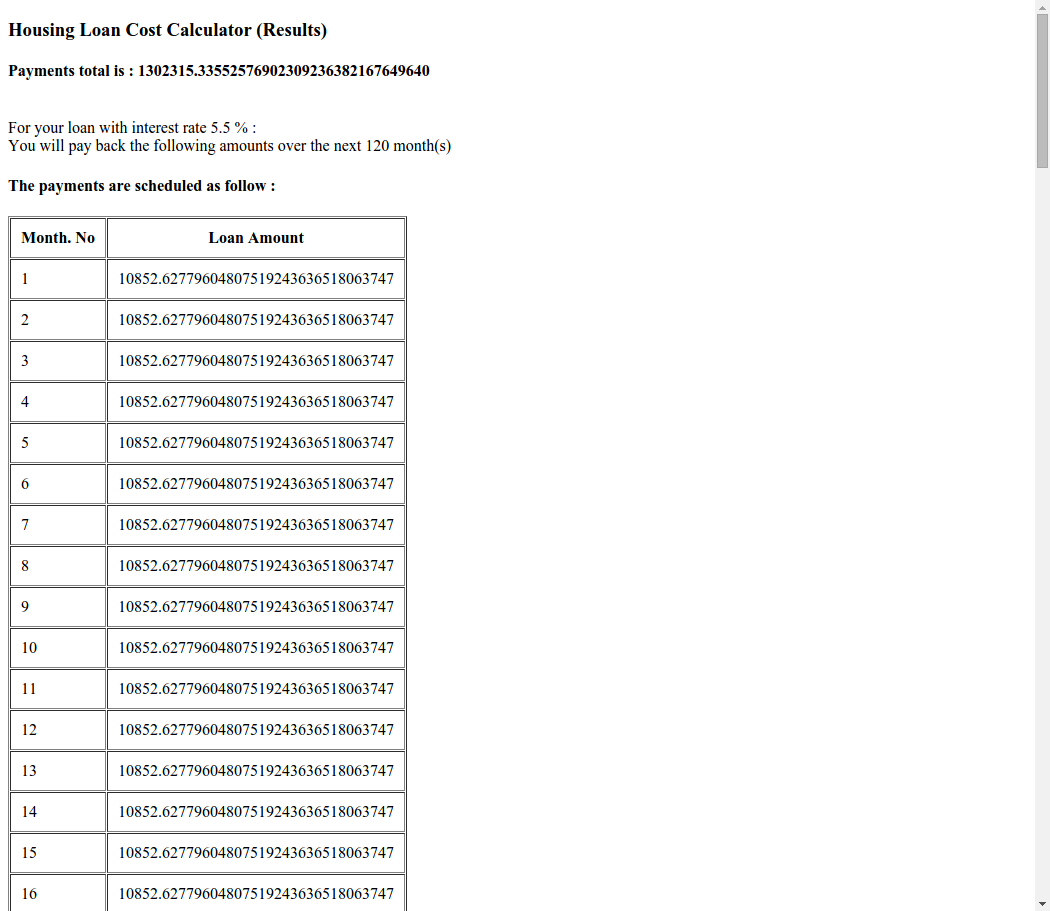 Housing Loan Cost Calculator (Results)
Payments total is : 1302315.3355257690230923638216764​9640
For your loan with interest rate 5.5 % :
You will pay back the following amounts over the next 120 month(s)
The payments are scheduled as follow :
Month. No Loan Amount
1 10852.627796048075192436365180637​47
2 10852.62779604807519243636518063747
3 10852.62779604807519243636518063747
4 10852.62779604807519243636518063747
5 10852.62779604807519243636518063747
6 10852.62779604807519243636518063747
7 10852.62779604807519243636518063747
8 10852.62779604807519243636518063747
9 10852.62779604807519243636518063747
10 10852.62779604807519243636518063747
11 10852.62779604807519243636518063747
12 10852.62779604807519243636518063747
13 10852.62779604807519243636518063747
14 10852.62779604807519243636518063747
15 10852.62779604807519243636518063747
16 10852.62779604807519243636518063747